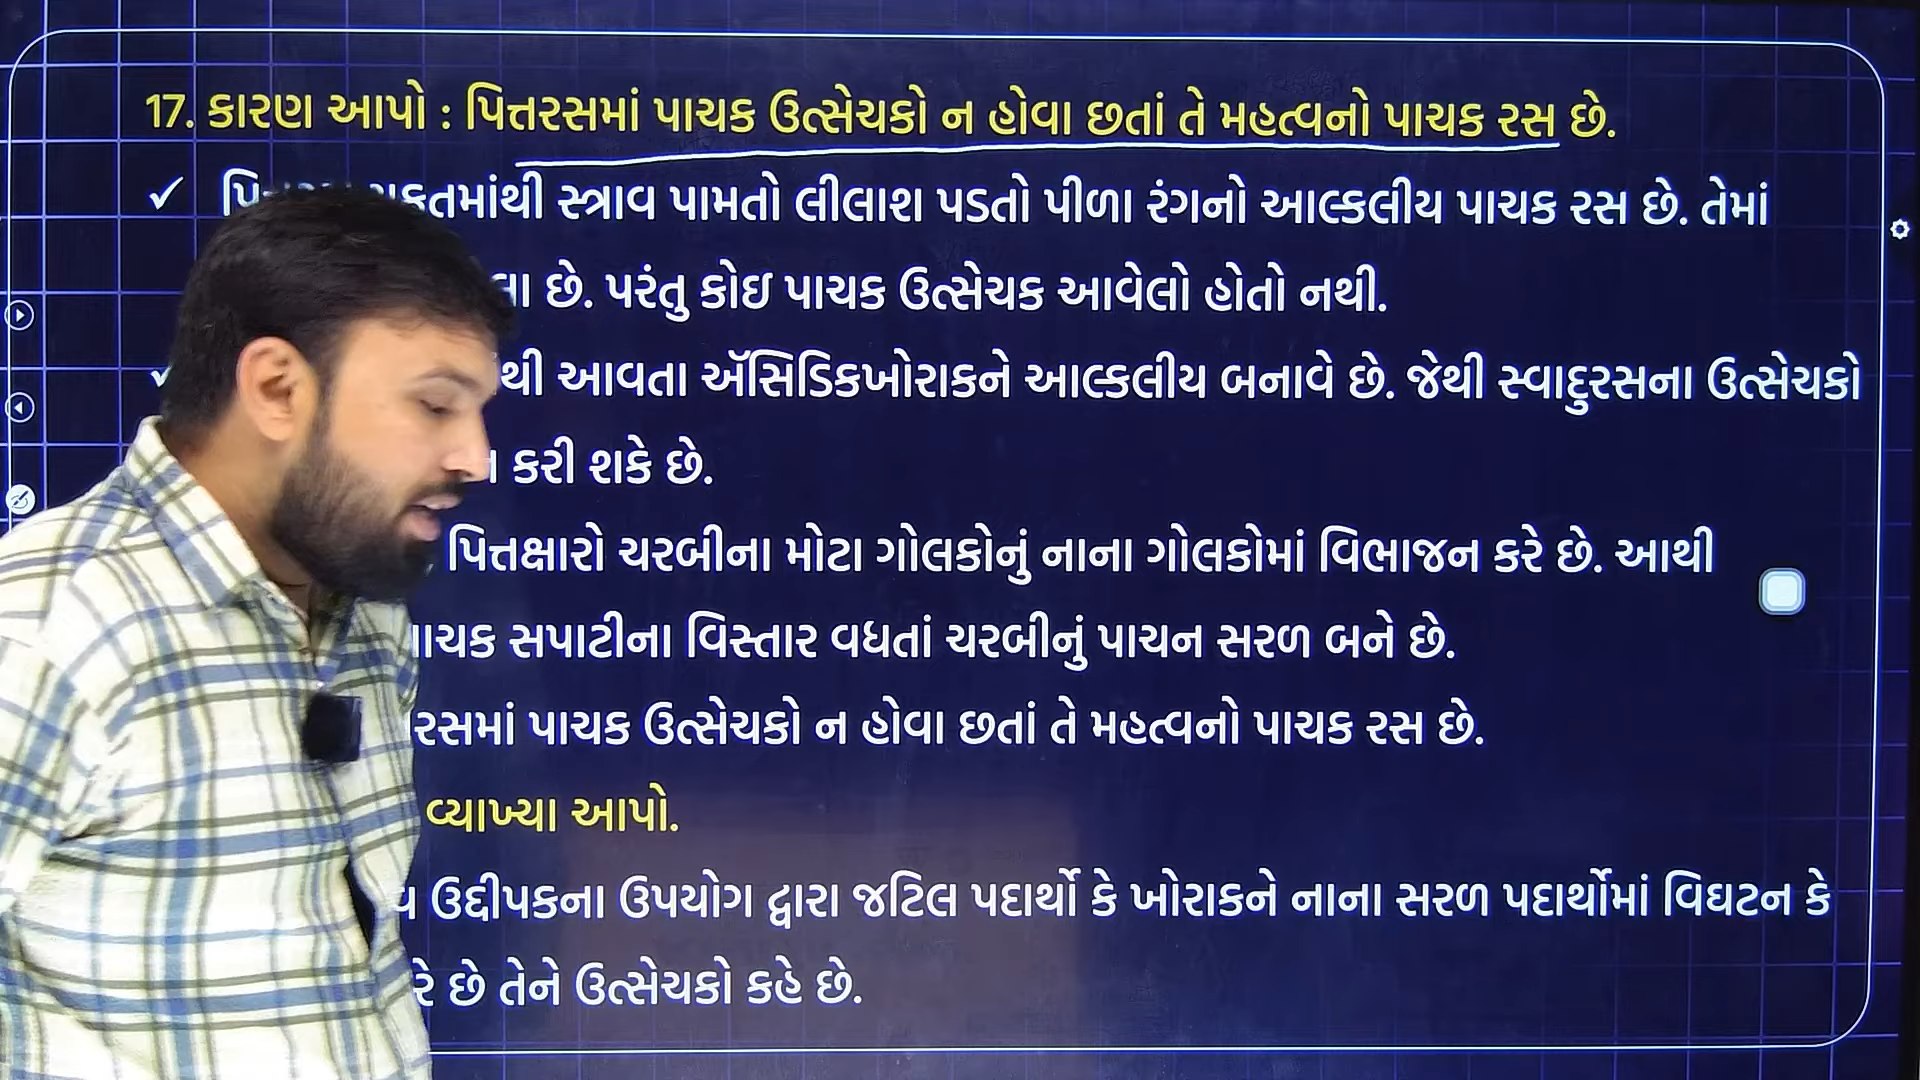 17. કારણ આપો : પિત્તરસમાં પાચક ઉત્સેચકો ન હોવા છતાં તે મહત્વનો પાચક રસ છે.
સ્ત્રાવ પામતો લીલાશ પડતો પીળા રંગનો આલ્કલીય પાચક રસ છે. તેમાં
છે. પરંતુ કોઇ પાચક ઉત્સેચક આવેલો હોતો નથી.
આવતા ઍસિડિકખોરાકને આલ્કલીય બનાવે છે. જેથી સ્વાદુરસના ઉત્સેચકો
કરી શકે છે.
પિત્તક્ષારો ચરબીના મોટા ગોલકોનું નાના ગોલકોમાં વિભાજન કરે છે. આથી
સપાટીના વિસ્તાર વધતાં ચરબીનું પાચન સરળ બને છે.
પાચક ઉત્સેચકો ન હોવા છતાં તે મહત્વનો પાચક રસ છે.
વ્યાખ્યા આપો.
ઉદ્દીપકના ઉપયોગ દ્વારા જટિલ પદાર્થો કે ખોરાકને નાના સરળ પદાર્થોમાં વિઘટન કે
છે તેને ઉત્સેચકો કહે છે.